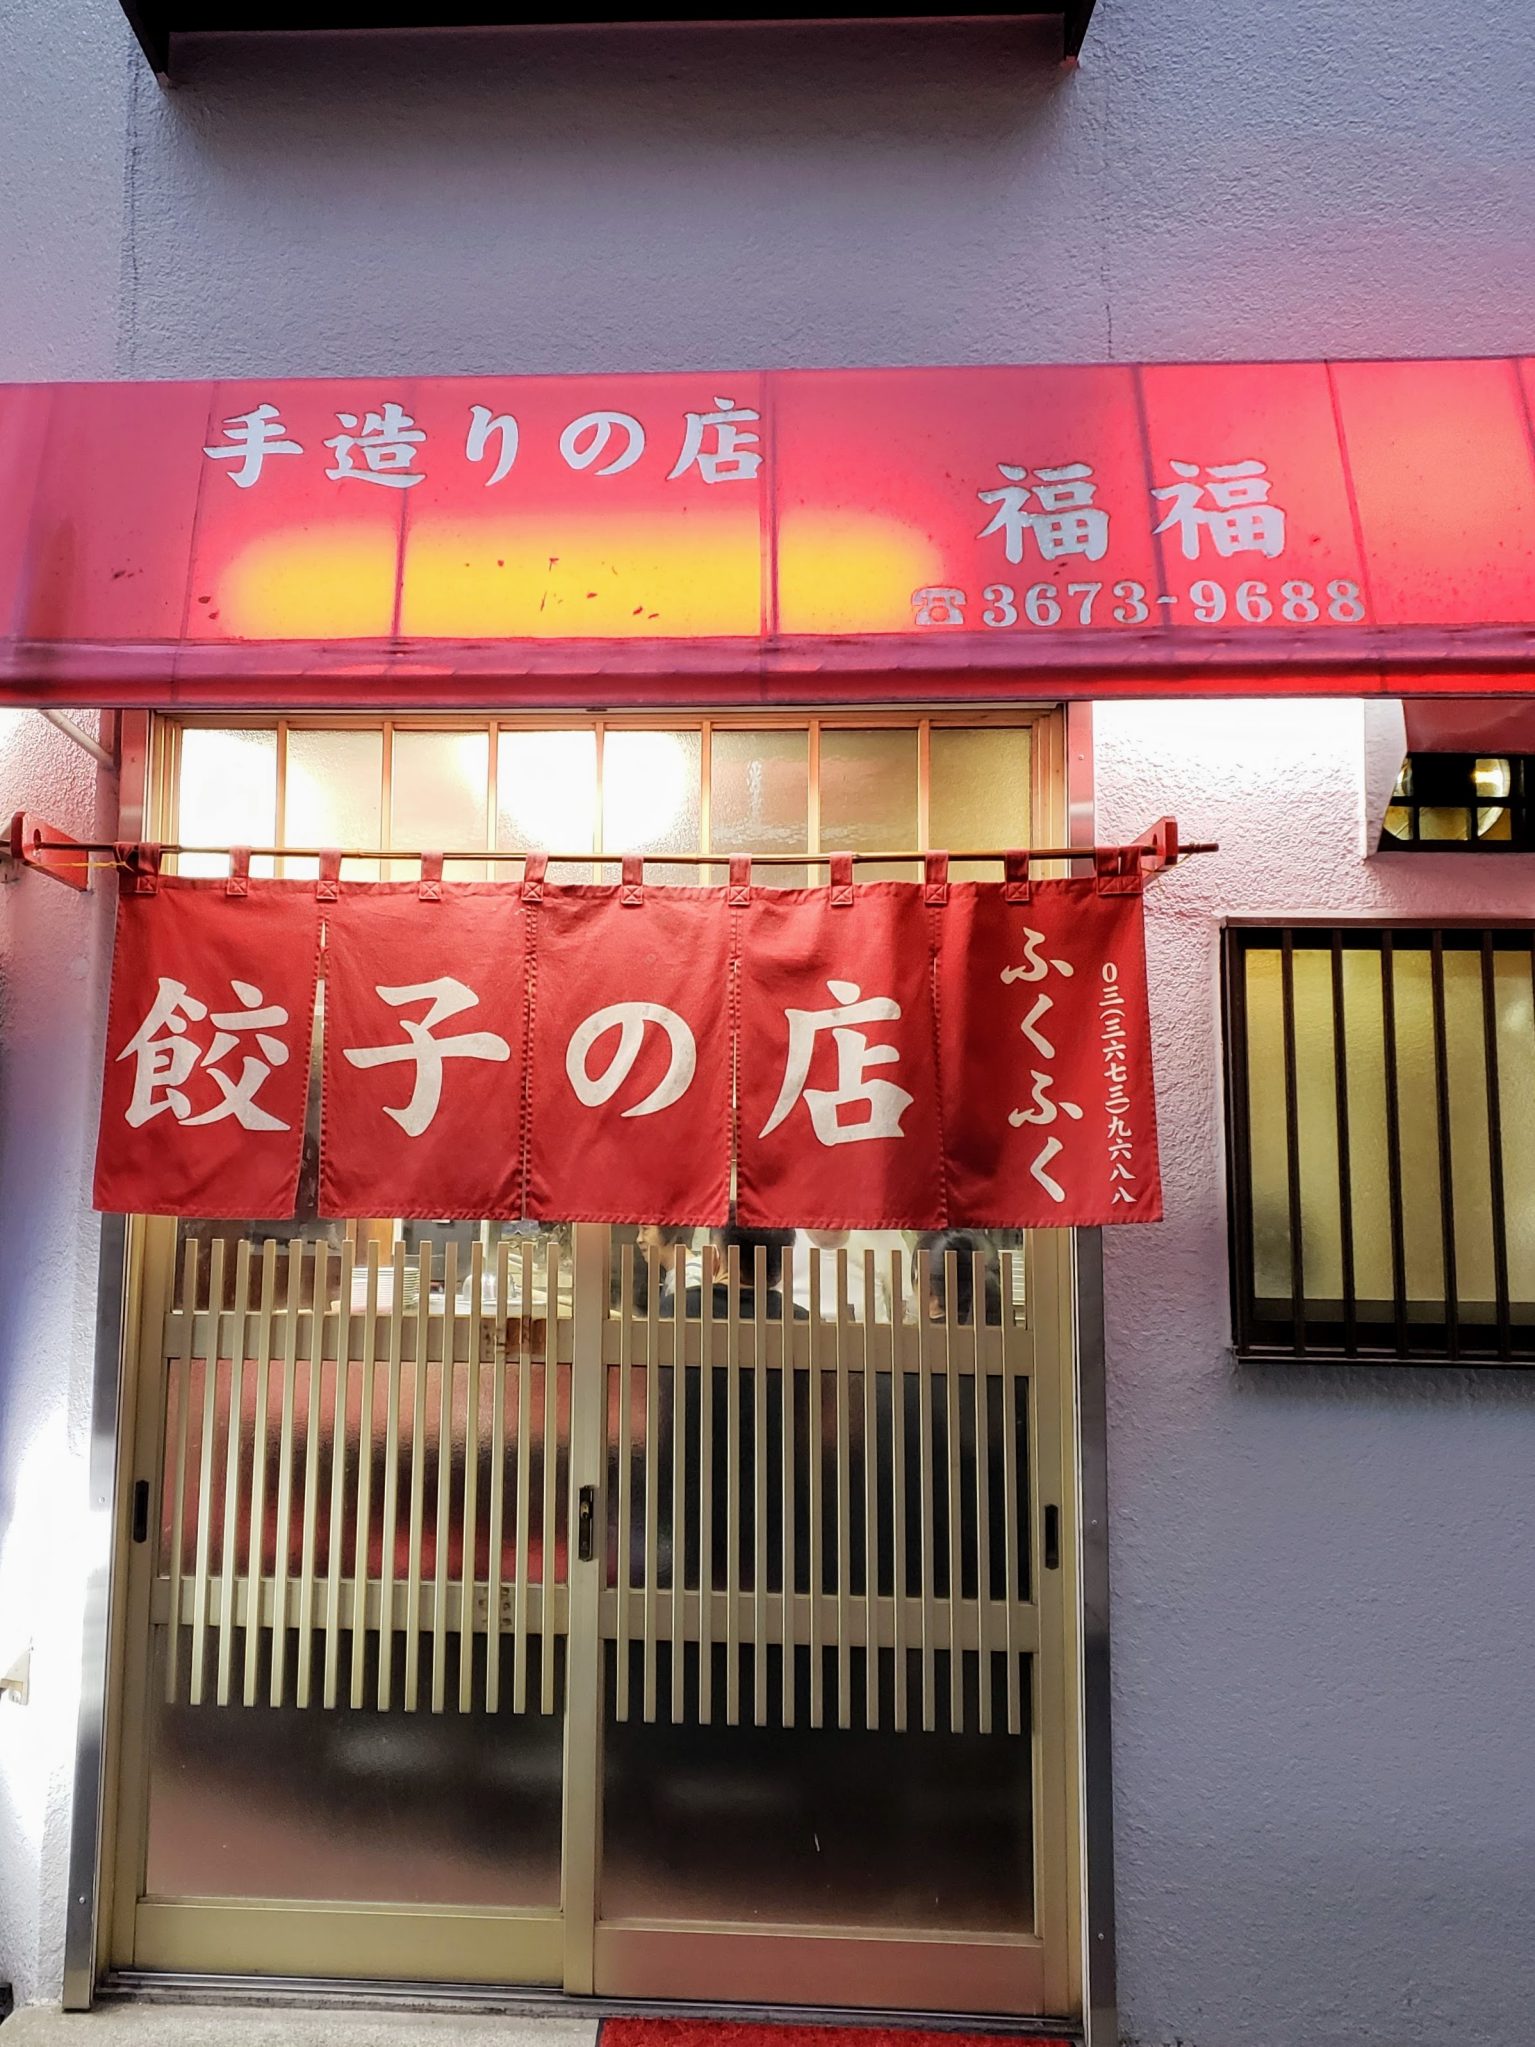 手造りの店
福福
☎3673-9688
餃子の店
ふくふく
〇三(三六七三)九六八八